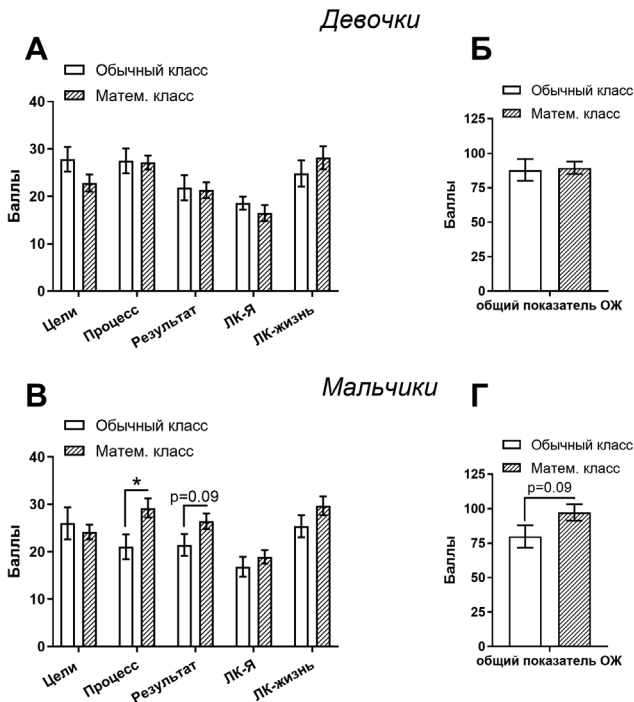 Девочки
А
Обычный класс
Матем. класс
Баллы
40
30
20
10
0
Цели
Процесс
Результат
ЛК-Я
ЛК-жизнь
Б
Обычный класс
Матем. класс
Баллы
125
100
75
50
25
0
общий показатель ОЖ
Мальчики
В
Обычный класс
Матем. класс
Баллы
40
30
20
10
0
*
p=0.09
Цели
Процесс
Результат
ЛК-Я
ЛК-жизнь
Г
Обычный класс
Матем. класс
Баллы
125
100
75
50
25
0
p=0.09
общий показатель ОЖ